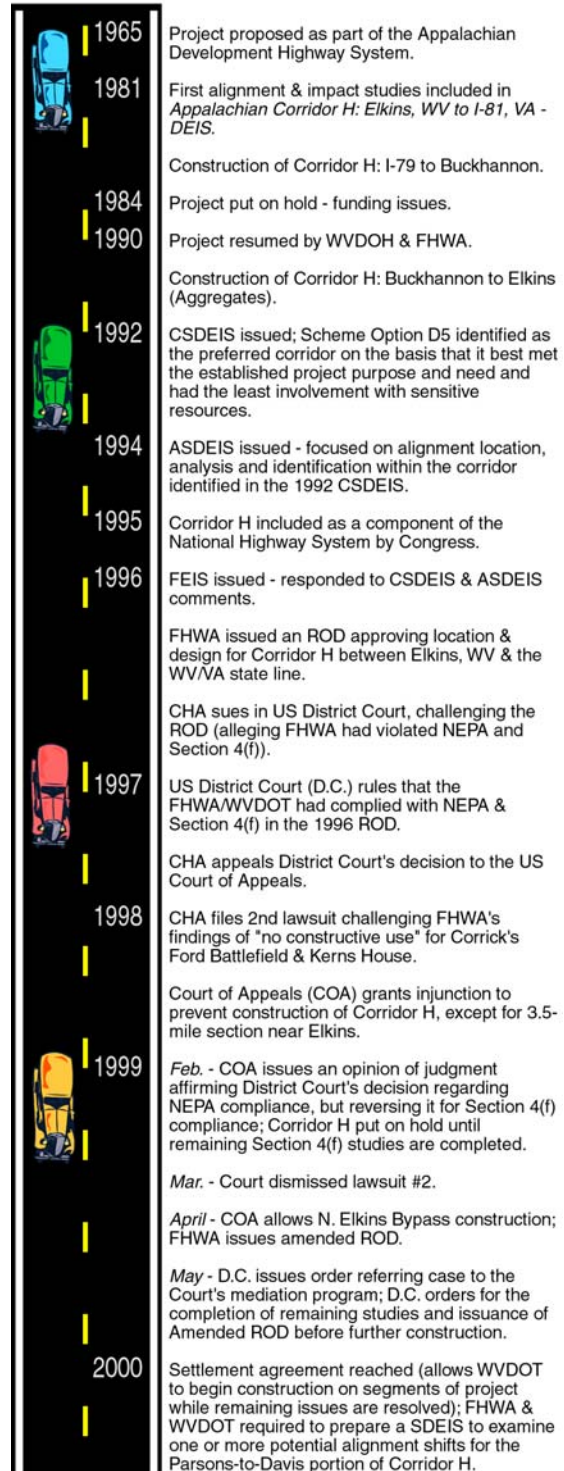 1965
Project proposed as part of the Appalachian
Development Highway System.
1981
First alignment & impact studies included in
Appalachian Corridor H: Elkins, WV to I-81, VA -
DEIS.
Construction of Corridor H: I-79 to Buckhannon.
1984
Project put on hold - funding issues.
1990
Project resumed by WVDOH & FHWA.
Construction of Corridor H: Buckhannon to Elkins
(Aggregates).
1992
CSDEIS issued; Scheme Option D5 identified as
the preferred corridor on the basis that it best met
the established project purpose and need and
had the least involvement with sensitive
resources.
1994
ASDEIS issued - focused on alignment location,
analysis and identification within the corridor
identified in the 1992 CSDEIS.
1995
Corridor H included as a component of the
National Highway System by Congress.
1996
FEIS issued - responded to CSDEIS & ASDEIS
comments.
FHWA issued an ROD approving location &
design for Corridor H between Elkins, WV & the
WV/VA state line.
CHA sues in US District Court, challenging the
ROD (alleging FHWA had violated NEPA and
Section 4(f)).
1997
US District Court (D.C.) rules that the
FHWA/WVDOT had complied with NEPA &
Section 4(f) in the 1996 ROD.
CHA appeals District Court's decision to the US
Court of Appeals.
1998
CHA files 2nd lawsuit challenging FHWA's
findings of "no constructive use" for Corrick's
Ford Battlefield & Kerns House.
Court of Appeals (COA) grants injunction to
prevent construction of Corridor H, except for 3.5-
mile section near Elkins.
1999
Feb. - COA issues an opinion of judgment
affirming District Court's decision regarding
NEPA compliance, but reversing it for Section 4(f)
compliance; Corridor H put on hold until
remaining Section 4(f) studies are completed.
Mar. - Court dismissed lawsuit #2.
April - COA allows N. Elkins Bypass construction;
FHWA issues amended ROD.
May - D.C. issues order referring case to the
Court's mediation program; D.C. orders for the
completion of remaining studies and issuance of
Amended ROD before further construction.
2000
Settlement agreement reached (allows WVDOT
to begin construction on segments of project
while remaining issues are resolved); FHWA &
WVDOT required to prepare a SDEIS to examine
one or more potential alignment shifts for the
Parsons-to-Davis portion of Corridor H.